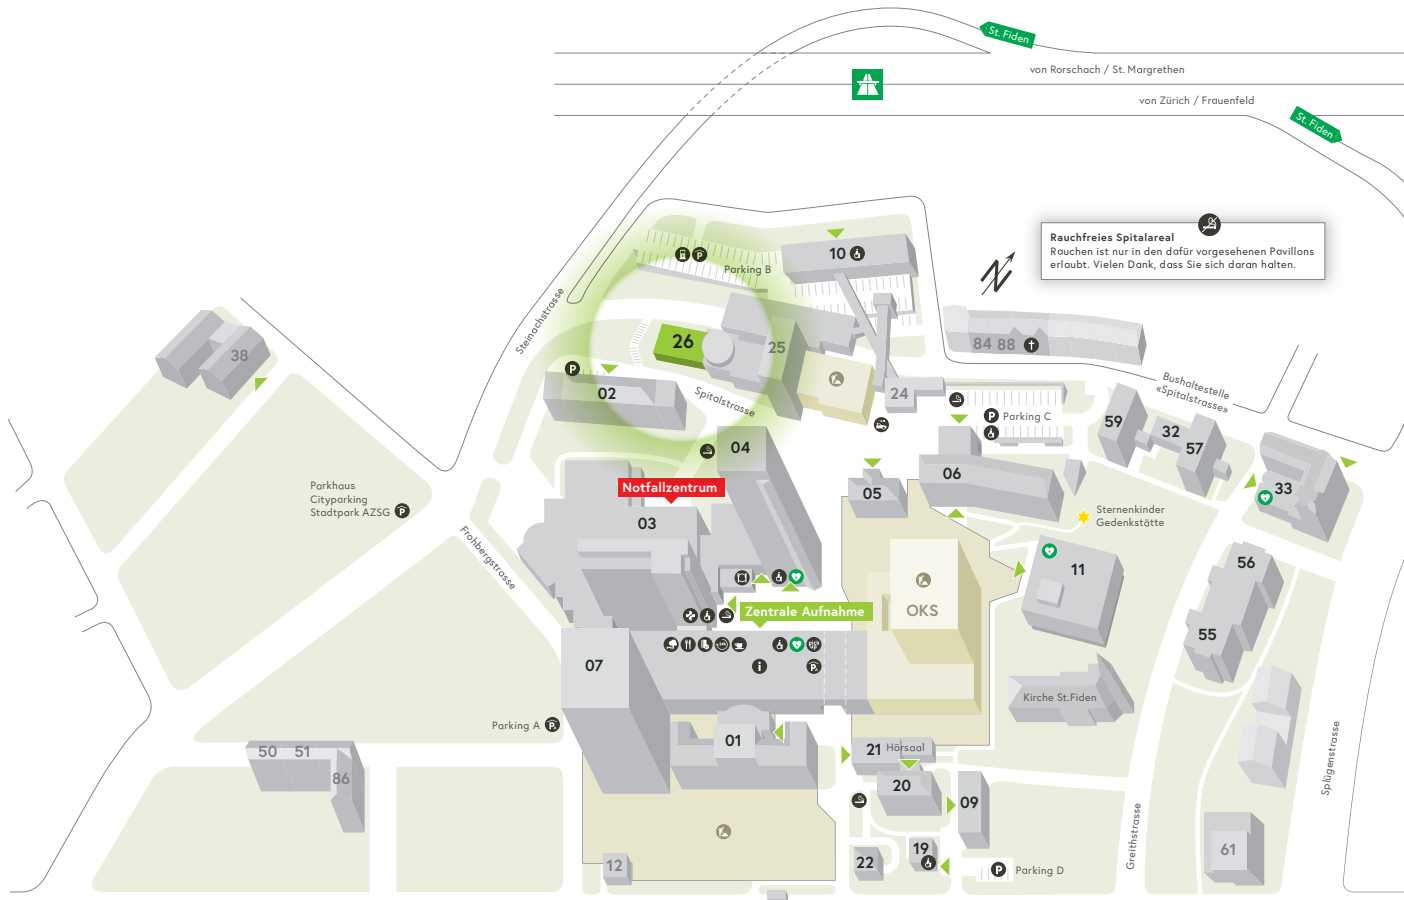 St. Fiden
von Rorschach / St. Margrethen
von Zürich / Frauenfeld
St. Fiden
Rauchfreies Spitalareal
Rauchen ist nur in den dafür vorgesehenen Pavillons
erlaubt. Vielen Dank, dass Sie sich daran halten.
N
10
Parking B
Steinachstrasse
26
25
38
84 88
02
Spitalstrasse
24
Bushaltestelle
«Spitalstrasse»
P
Parking C
59
32
57
04
06
05
33
Parkhaus
Cityparking
Stadtpark AZSG
P
Notfallzentrum
03
Sternenkinder
Gedenkstätte
Frohbergstrasse
11
56
OKS
Zentrale Aufnahme
55
07
i
Kirche St.Fiden
Parking A
01
21 Hörsaal
50 51
86
20
09
Splügenstrasse
Greithstrasse
19
22
12
61
P
Parking D